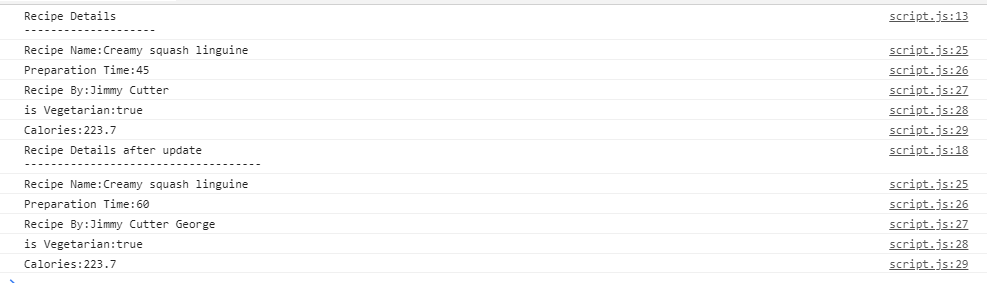 Recipe Details script.js:13
--------------------
Recipe Name:Creamy squash linguine script.js:25
Preparation Time:45 script.js:26
Recipe By:Jimmy Cutter script.js:27
is Vegetarian:true script.js:28
Calories:223.7 script.js:29
Recipe Details after update script.js:18
------------------------------------
Recipe Name:Creamy squash linguine script.js:25
Preparation Time:60 script.js:26
Recipe By:Jimmy Cutter George script.js:27
is Vegetarian:true script.js:28
Calories:223.7 script.js:29